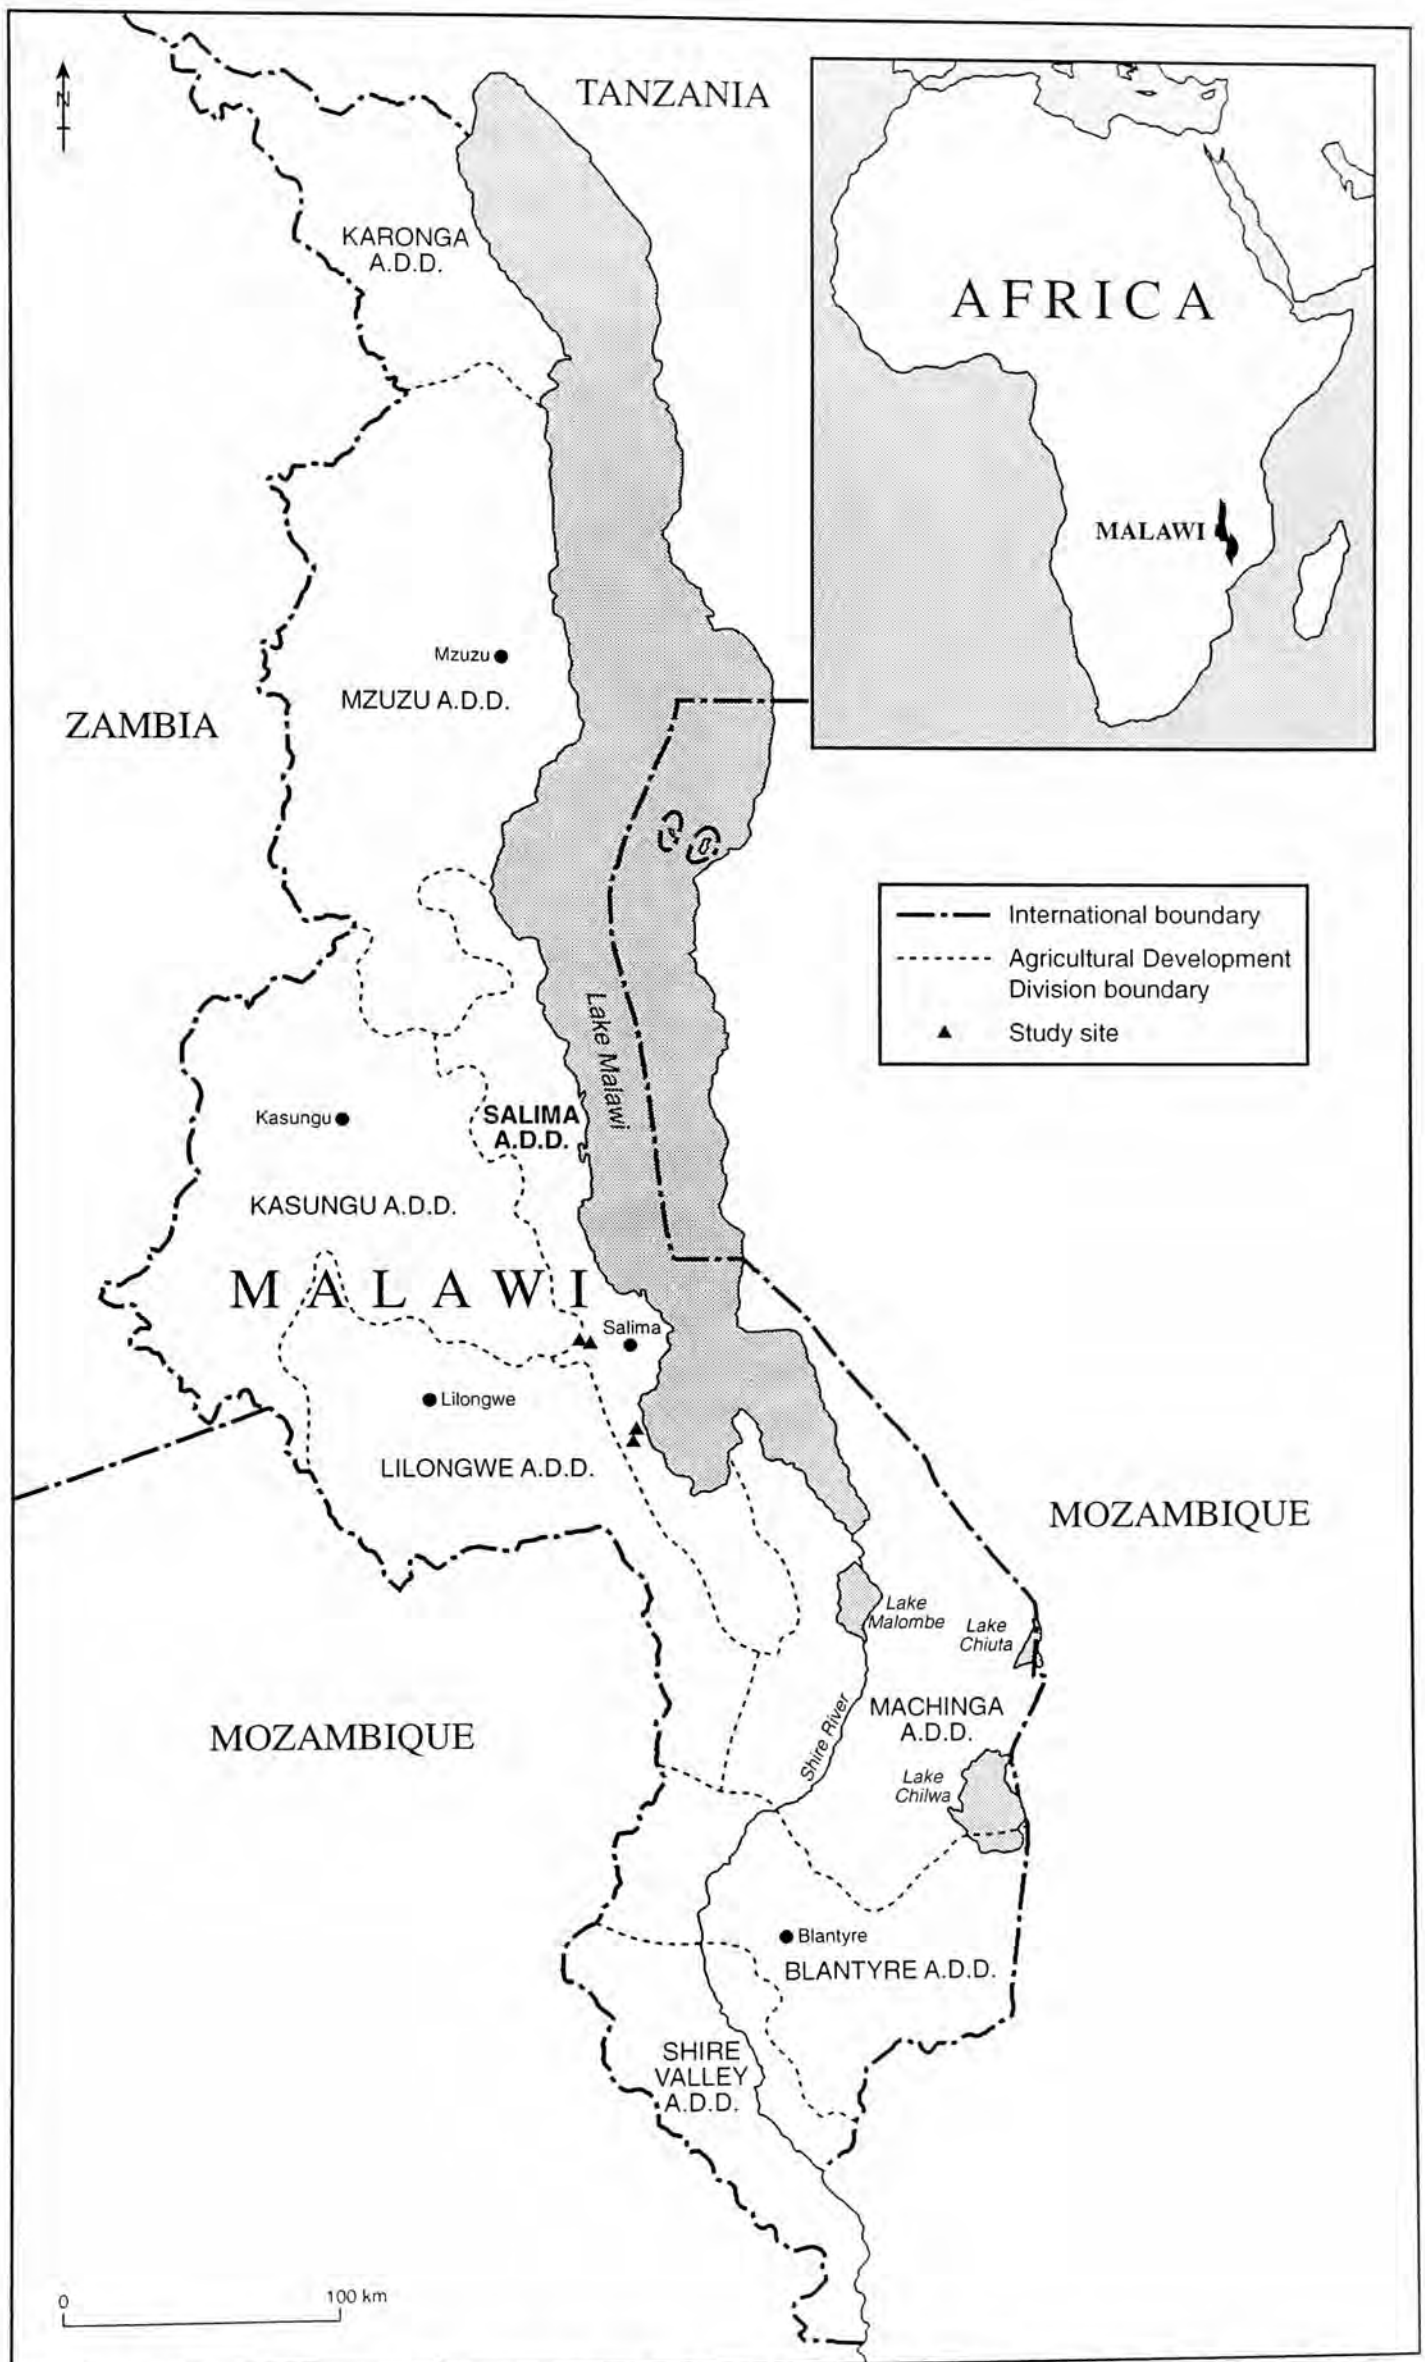 N
TANZANIA
KARONGA
A.D.D.
AFRICA
MALAWI
Mzuzu
MZUZU A.D.D.
ZAMBIA
International boundary
Agricultural Development
Division boundary
Study site
Lake Malawi
SALIMA
A.D.D.
Kasungu
KASUNGU A.D.D.
MALAWI
Salima
Lilongwe
LILONGWE A.D.D.
MOZAMBIQUE
Lake
Malombe
Lake
Chiuta
MACHINGA
A.D.D.
Shire River
MOZAMBIQUE
Lake
Chilwa
Blantyre
BLANTYRE A.D.D.
SHIRE
VALLEY
A.D.D.
0 100 km